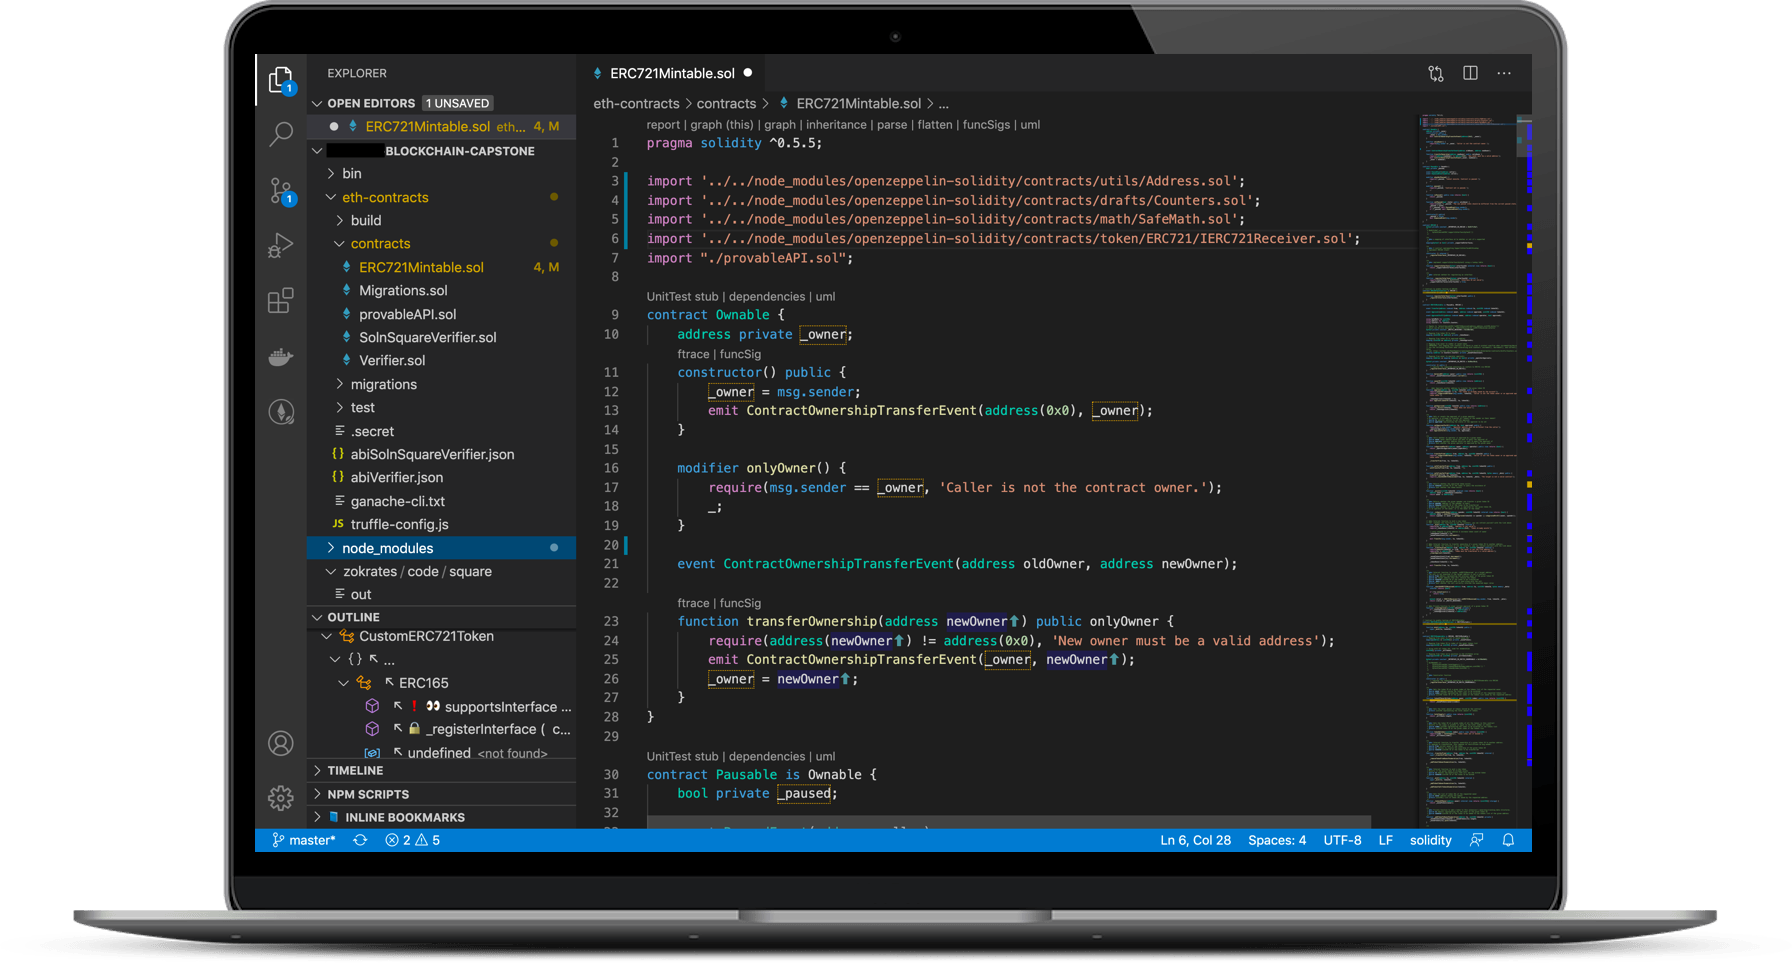 EXPLORER
OPEN EDITORS 1 UNSAVED
ERC721Mintable.sol eth... 4, M
BLOCKCHAIN-CAPSTONE
bin
eth-contracts
build
contracts
ERC721Mintable.sol 4, M
Migrations.sol
provableAPI.sol
SolnSquareVerifier.sol
Verifier.sol
migrations
test
.secret
{} abiSolnSquareVerifier.json
{} abiVerifier.json
ganache-cli.txt
JS truffle-config.js
node_modules
zokrates / code / square
out
OUTLINE
CustomERC721Token
{} ...
ERC165
supportsInterface ...
_registerInterface ( c...
undefined <not found>
TIMELINE
NPM SCRIPTS
INLINE BOOKMARKS
1
1
ERC721Mintable.sol
eth-contracts > contracts > ERC721Mintable.sol > ...
report | graph (this) | graph | inheritance | parse | flatten | funcSigs | uml
1 pragma solidity ^0.5.5;
2
3 import '../../node_modules/openzeppelin-solidity/contracts/utils/Address.sol';
4 import '../../node_modules/openzeppelin-solidity/contracts/drafts/Counters.sol';
5 import '../../node_modules/openzeppelin-solidity/contracts/math/SafeMath.sol';
6 import '../../node_modules/openzeppelin-solidity/contracts/token/ERC721/IERC721Receiver.sol';
7 import "./provableAPI.sol";
8
UnitTest stub | dependencies | uml
9 contract Ownable {
10 address private _owner;
ftrace | funcSig
11 constructor() public {
12 _owner = msg.sender;
13 emit ContractOwnershipTransferEvent(address(0x0), _owner);
14 }
15
16 modifier onlyOwner() {
17 require(msg.sender == _owner, 'Caller is not the contract owner.');
18 _;
19 }
20
21 event ContractOwnershipTransferEvent(address oldOwner, address newOwner);
22
ftrace | funcSig
23 function transferOwnership(address newOwner⬆) public onlyOwner {
24 require(address(newOwner⬆) != address(0x0), 'New owner must be a valid address');
25 emit ContractOwnershipTransferEvent(_owner, newOwner⬆);
26 _owner = newOwner⬆;
27 }
28 }
29
UnitTest stub | dependencies | uml
30 contract Pausable is Ownable {
31 bool private _paused;
32
master* 2 5 Ln 6, Col 28 Spaces: 4 UTF-8 LF solidity